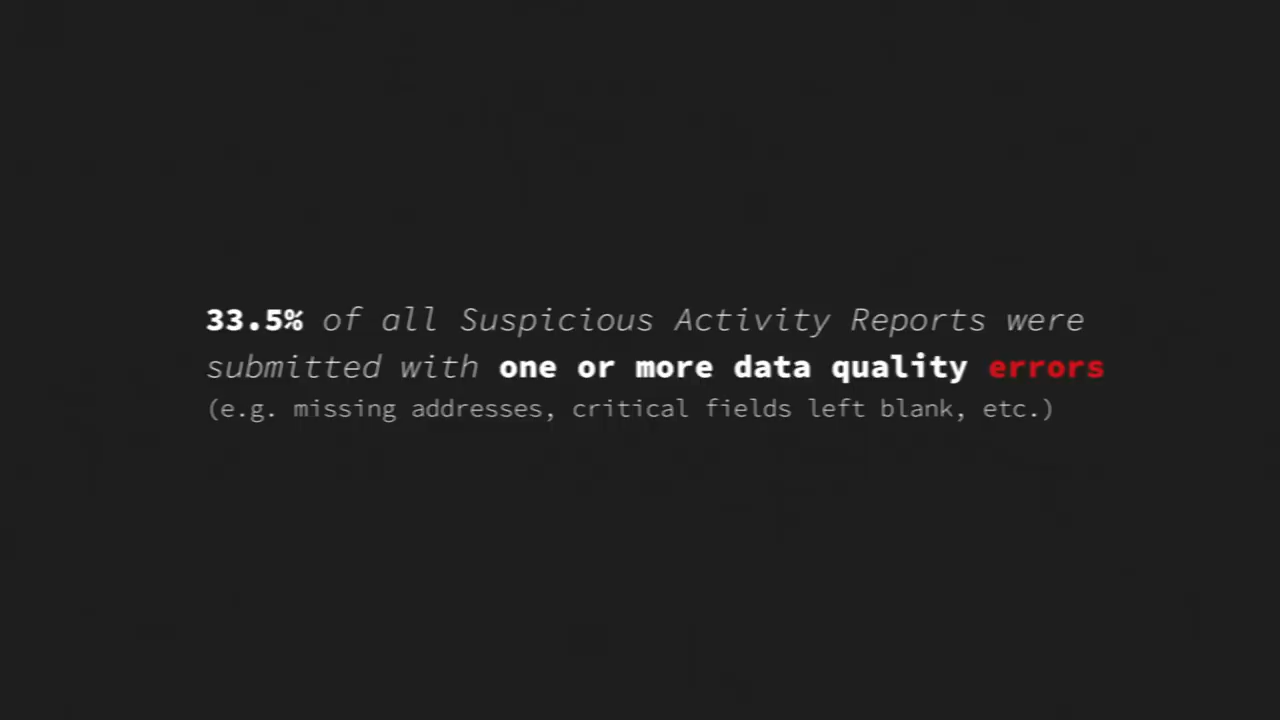 33.5% of all Suspicious Activity Reports were
submitted with one or more data quality errors
(e.g. missing addresses, critical fields left blank, etc.)